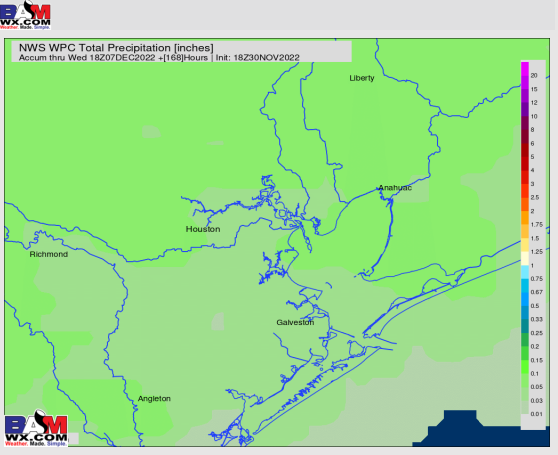 BAM
WX.COM
Weather. Made. Simple.
NWS WPC Total Precipitation [inches]
Accum thru Wed 18Z07DEC2022 +[168]Hours | Init: 18Z30NOV2022
Liberty
Anahuac
Houston
Richmond
Galveston
Angleton
20
15
12
10
8
6
5
4
3
2.5
2
1.75
1.5
1.25
1
0.75
0.67
0.5
0.33
0.25
0.2
0.15
0.1
0.05
0.03
0.01
BAM
WX.COM
Weather. Made. Simple.